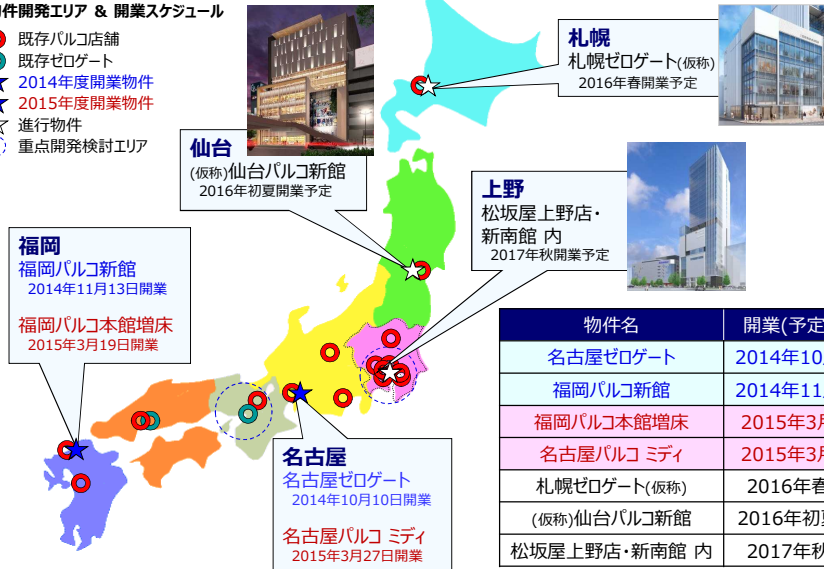 物件開発エリア ＆ 開業スケジュール
既存パルコ店舗
既存ゼロゲート
2014年度開業物件
2015年度開業物件
進行物件
重点開発検討エリア
札幌
札幌ゼロゲート(仮称)
2016年春開業予定
仙台
(仮称)仙台パルコ新館
2016年初夏開業予定
上野
松坂屋上野店・
新南館 内
2017年秋開業予定
福岡
福岡パルコ新館
2014年11月13日開業
福岡パルコ本館増床
2015年3月19日開業
名古屋
名古屋ゼロゲート
2014年10月10日開業
名古屋パルコ ミディ
2015年3月27日開業
物件名 開業(予定
名古屋ゼロゲート 2014年10
福岡パルコ新館 2014年11
福岡パルコ本館増床 2015年3月
名古屋パルコ ミディ 2015年3月
札幌ゼロゲート(仮称) 2016年春
(仮称)仙台パルコ新館 2016年初夏
松坂屋上野店・新南館 内 2017年秋